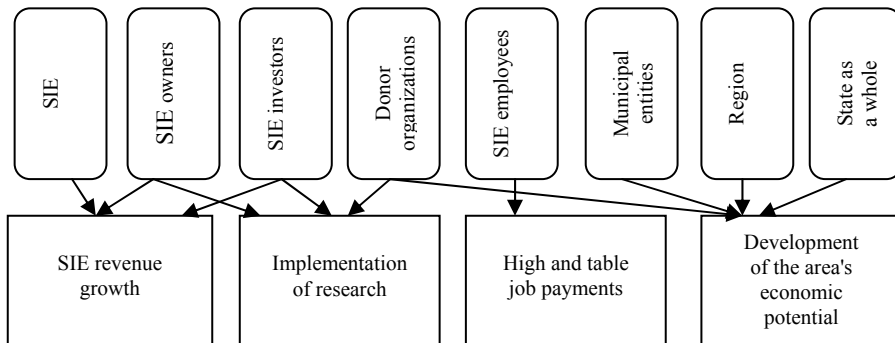 SIE
SIE owners
SIE investors
Donor
organizations
SIE employees
Municipal
entities
Region
State as
a whole
SIE revenue
growth
Implementation
of research
High and table
job payments
Development
of the area's
economic
potential